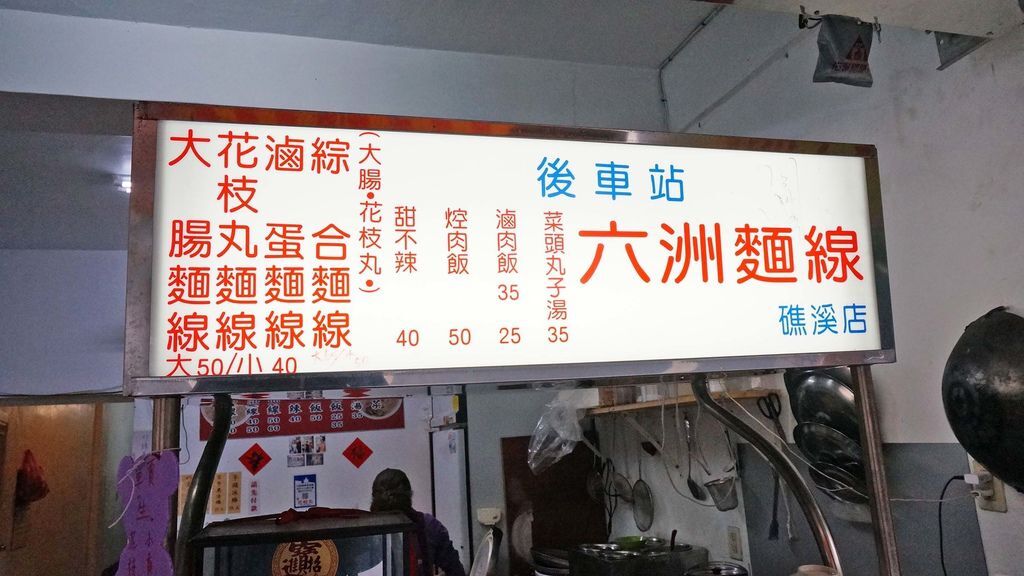 後車站
六洲麵線
礁溪店
菜頭丸子湯 35
滷肉飯 35 25
焢肉飯 50
甜不辣 40
(大腸•花枝丸•)
綜合麵線
滷蛋麵線
花枝丸麵線
大腸麵線
大50/小40